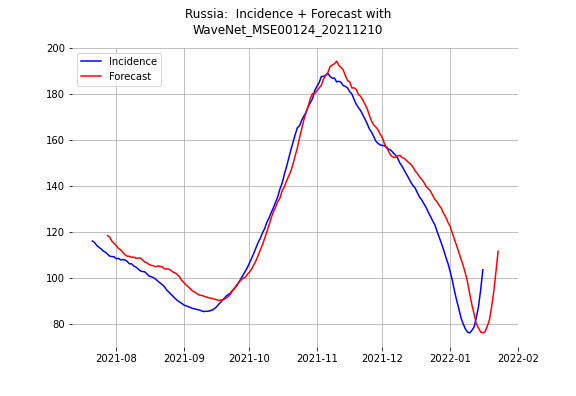 Russia:  Incidence + Forecast with
WaveNet_MSE00124_20211210
200
180
160
140
120
100
80
Incidence
Forecast
2021-08 2021-09 2021-10 2021-11 2021-12 2022-01 2022-02